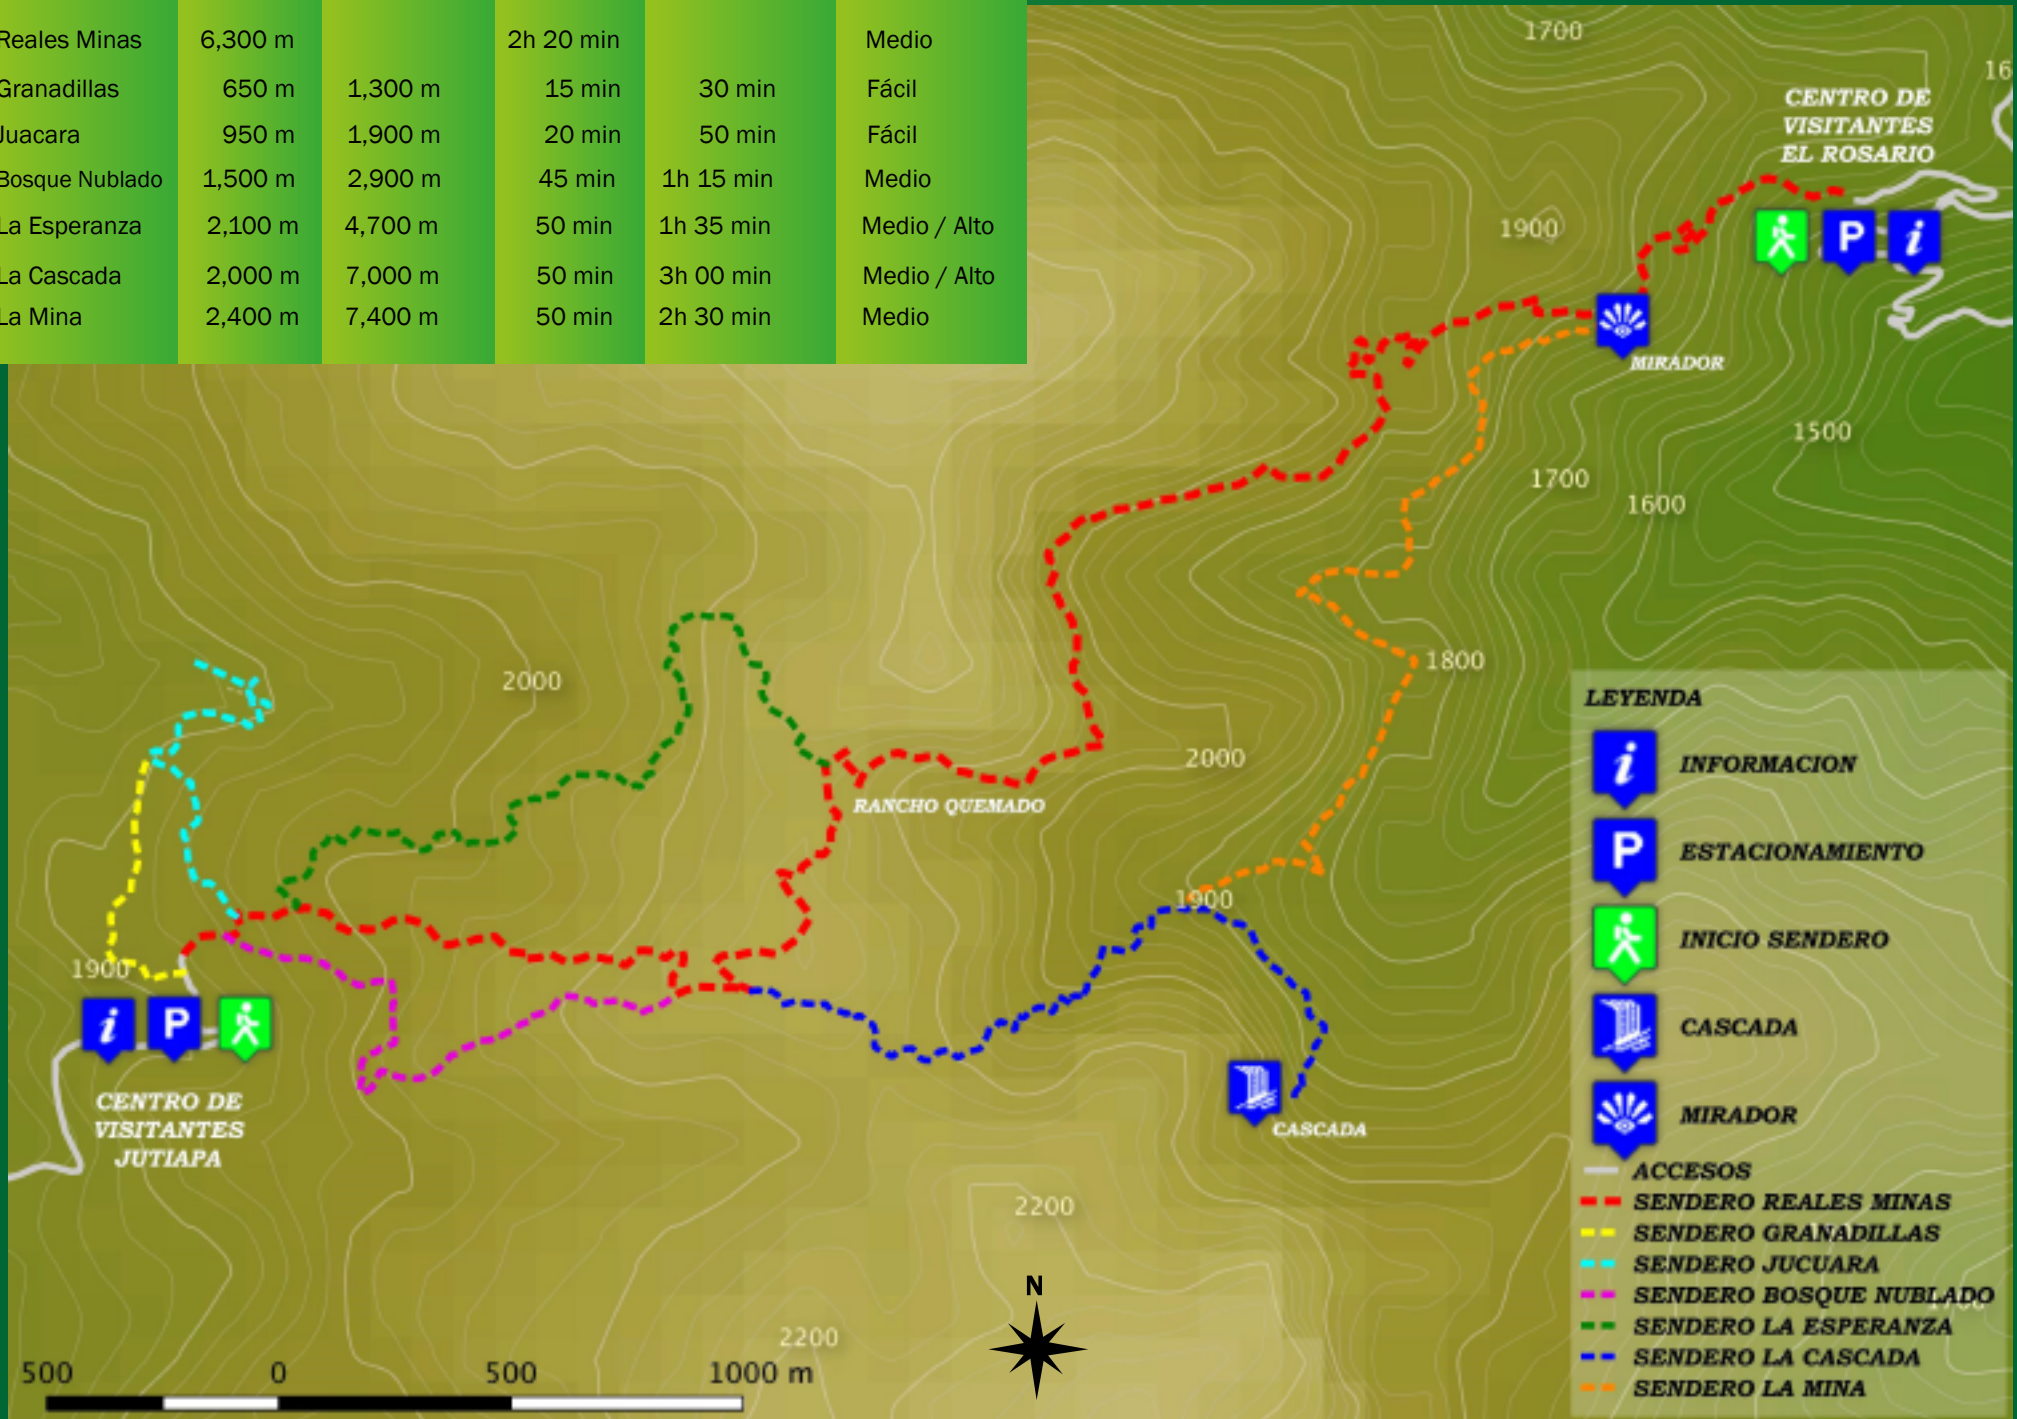 Reales Minas 6,300 m 2h 20 min Medio
Granadillas 650 m 1,300 m 15 min 30 min Fácil
Juacara 950 m 1,900 m 20 min 50 min Fácil
Bosque Nublado 1,500 m 2,900 m 45 min 1h 15 min Medio
La Esperanza 2,100 m 4,700 m 50 min 1h 35 min Medio / Alto
La Cascada 2,000 m 7,000 m 50 min 3h 00 min Medio / Alto
La Mina 2,400 m 7,400 m 50 min 2h 30 min Medio
1700
16
CENTRO DE
VISITANTES
EL ROSARIO
1900
P i
MIRADOR
1500
1700
1600
1800
2000
2000
RANCHO QUEMADO
1900
1900
i P
CENTRO DE
VISITANTES
JUTIAPA
CASCADA
2200
2200
N
500 0 500 1000 m
LEYENDA
i INFORMACION
P ESTACIONAMIENTO
INICIO SENDERO
CASCADA
MIRADOR
ACCESOS
SENDERO REALES MINAS
SENDERO GRANADILLAS
SENDERO JUCUARA
SENDERO BOSQUE NUBLADO
1700
SENDERO LA ESPERANZA
SENDERO LA CASCADA
SENDERO LA MINA